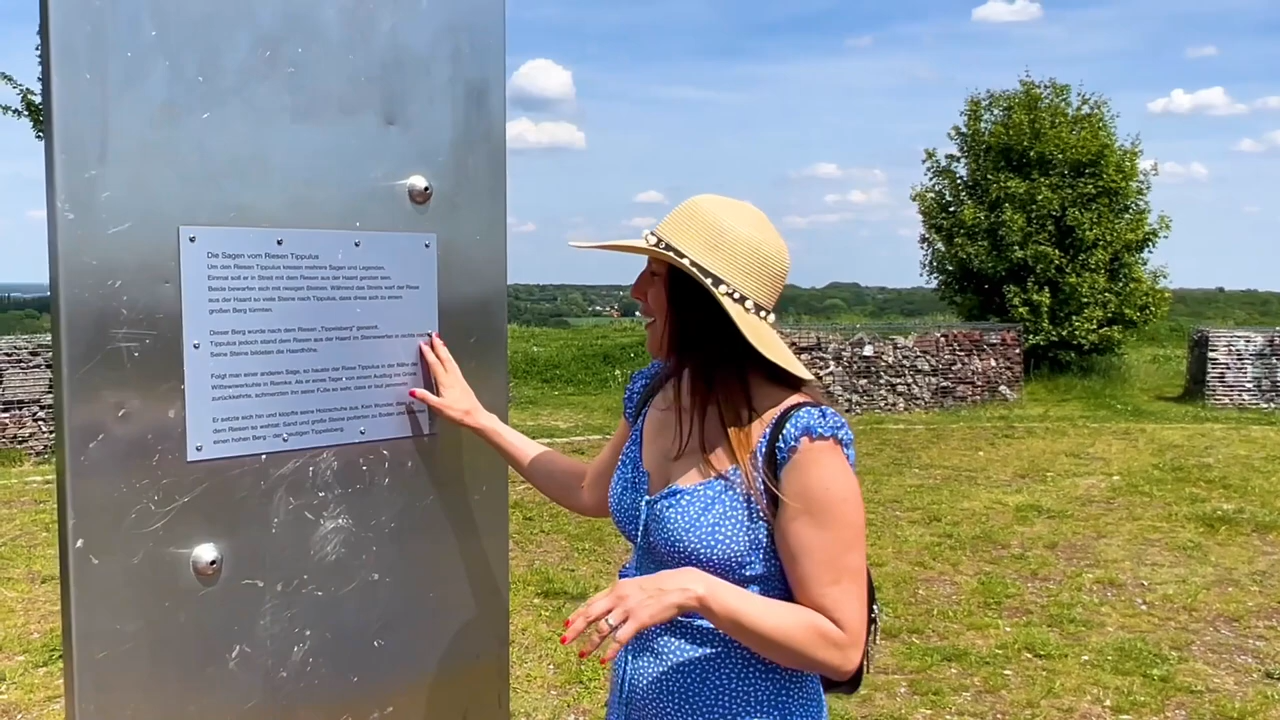 Die Sagen vom Riesen Tippulus
Um den Riesen Tippulus kreisen mehrere Sagen und Legenden.
Einmal soll er in Streit mit dem Riesen aus der Haard geraten sein.
Beide bewarfen sich mit riesigen Steinen. Während des Streits warf der Riese
aus der Haard so viele Steine nach Tippulus, dass diese sich zu einem
großen Berg türmten.
Dieser Berg wurde nach dem Riesen „Tippelsberg" genannt.
Tippulus jedoch stand dem Riesen aus der Haard im Steinewerfen in nichts nach
Seine Steine bildeten die Haardhöhe.
Folgt man einer anderen Sage, so hauste der Riese Tippulus in der Nähe der
Wittewnerkuhle in Riemke. Als er eines Tages von einem Ausflug ins Grüne
zurückkehrte, schmerzten ihn seine Füße so sehr, dass er laut jammerte.
Er setzte sich hin und klopfte seine Holzschuhe aus. Kein Wunder, dass
dem Riesen so wehtat: Sand und große Steine polterten zu Boden und
einen hohen Berg – den heutigen Tippelsberg.